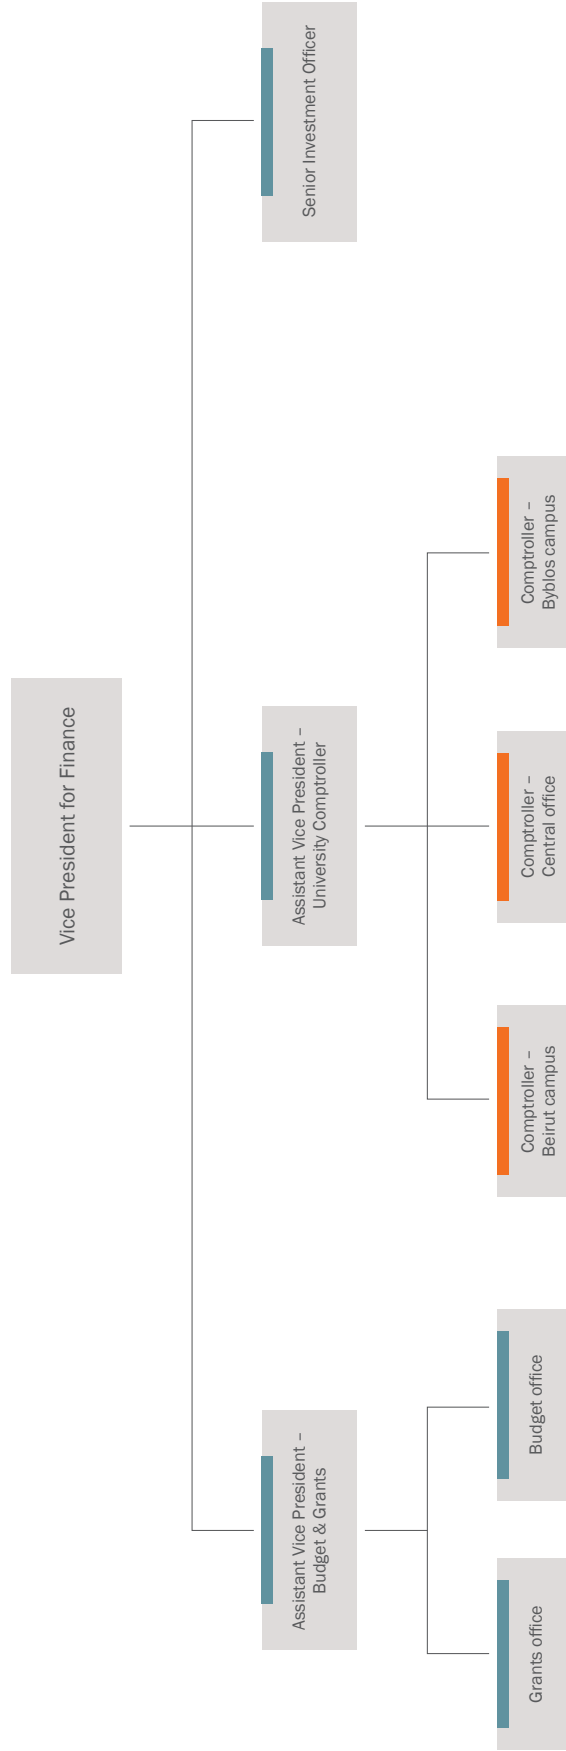 Vice President for Finance
Assistant Vice President –
Budget & Grants
Assistant Vice President –
University Comptroller
Senior Investment Officer
Grants office
Budget office
Comptroller –
Beirut campus
Comptroller –
Central office
Comptroller –
Byblos campus